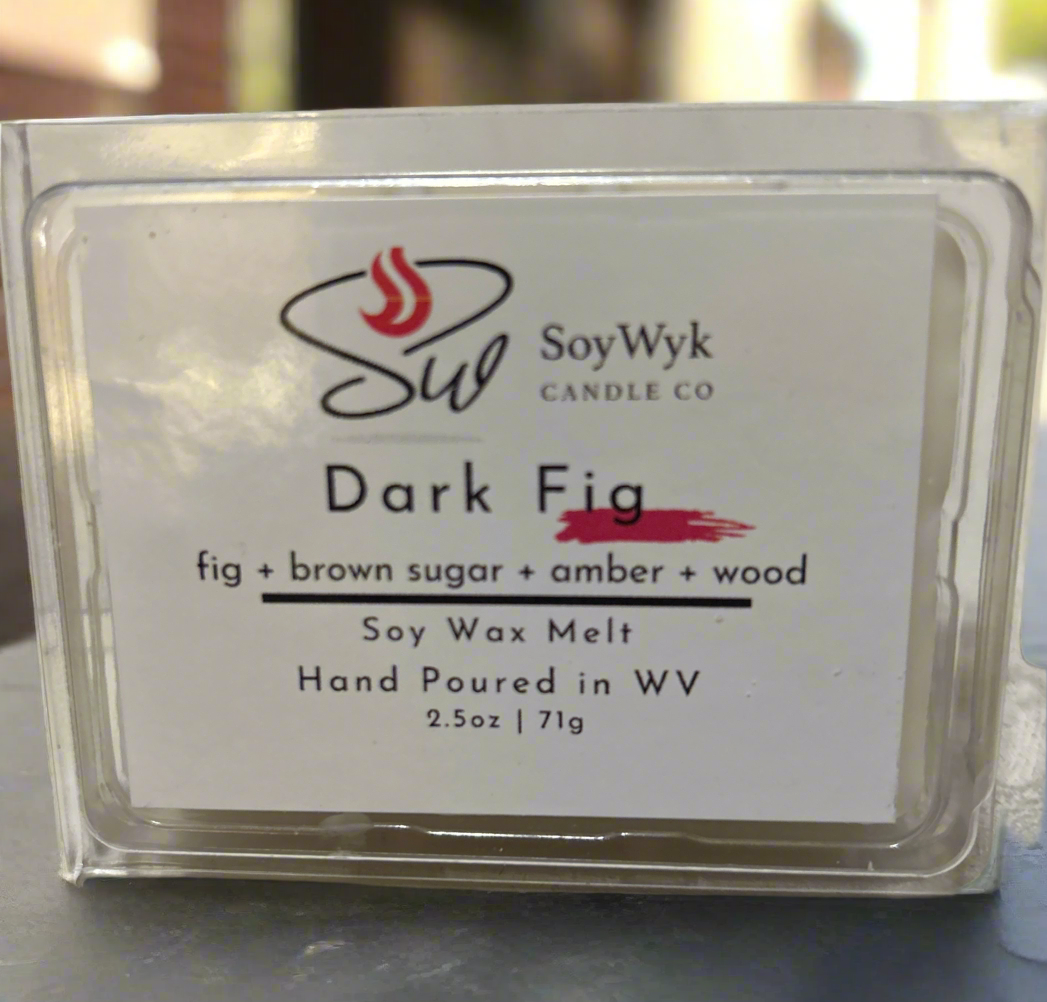 Sw
SoyWyk
CANDLE CO
Dark Fig
fig + brown sugar + amber + wood
Soy Wax Melt
Hand Poured in WV
2.5oz | 71g